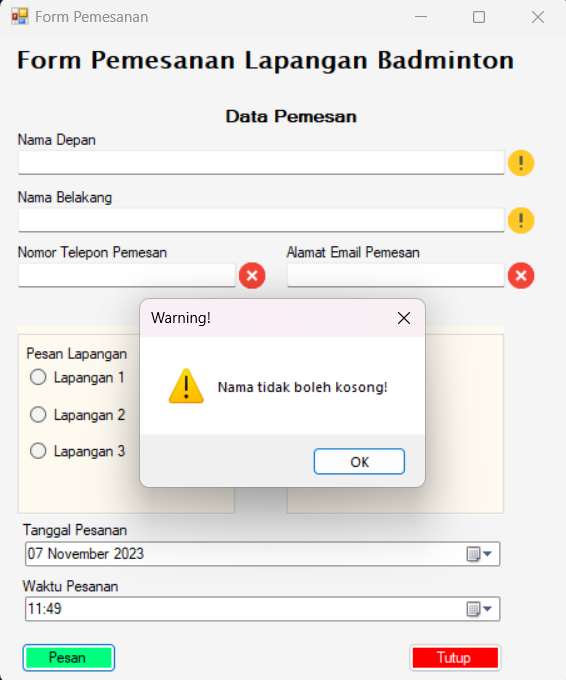 Form Pemesanan
Form Pemesanan Lapangan Badminton
Data Pemesan
Nama Depan
Nama Belakang
Nomor Telepon Pemesan
Alamat Email Pemesan
Warning!
Nama tidak boleh kosong!
OK
Pesan Lapangan
Lapangan 1
Lapangan 2
Lapangan 3
Tanggal Pesanan
07 November 2023
Waktu Pesanan
11:49
Pesan
Tutup